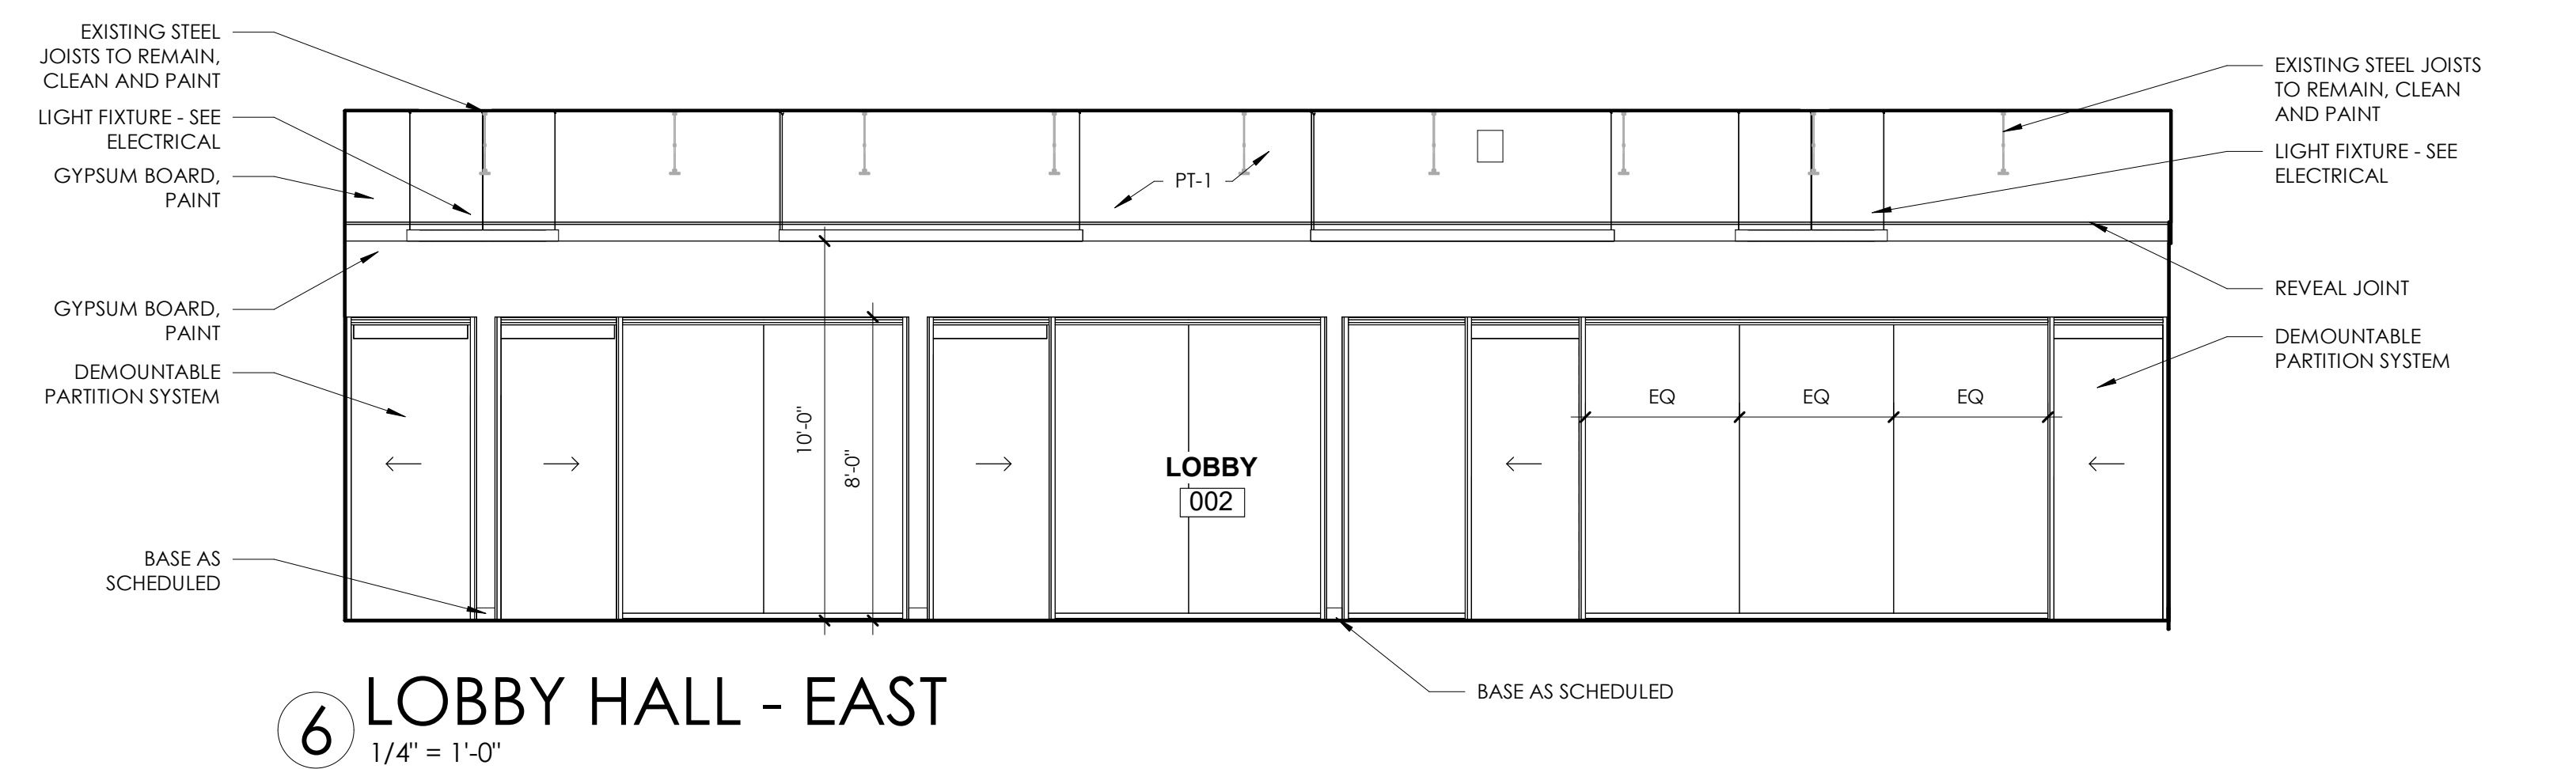 EXISTING STEEL
JOISTS TO REMAIN,
CLEAN AND PAINT
LIGHT FIXTURE - SEE
ELECTRICAL
GYPSUM BOARD,
PAINT
GYPSUM BOARD,
PAINT
DEMOUNTABLE
PARTITION SYSTEM
BASE AS
SCHEDULED
PT-1
10'-0"
8'-0"
LOBBY
002
EQ
EQ
EQ
EXISTING STEEL JOISTS
TO REMAIN, CLEAN
AND PAINT
LIGHT FIXTURE - SEE
ELECTRICAL
REVEAL JOINT
DEMOUNTABLE
PARTITION SYSTEM
BASE AS SCHEDULED
6
LOBBY HALL - EAST
1/4" = 1'-0"